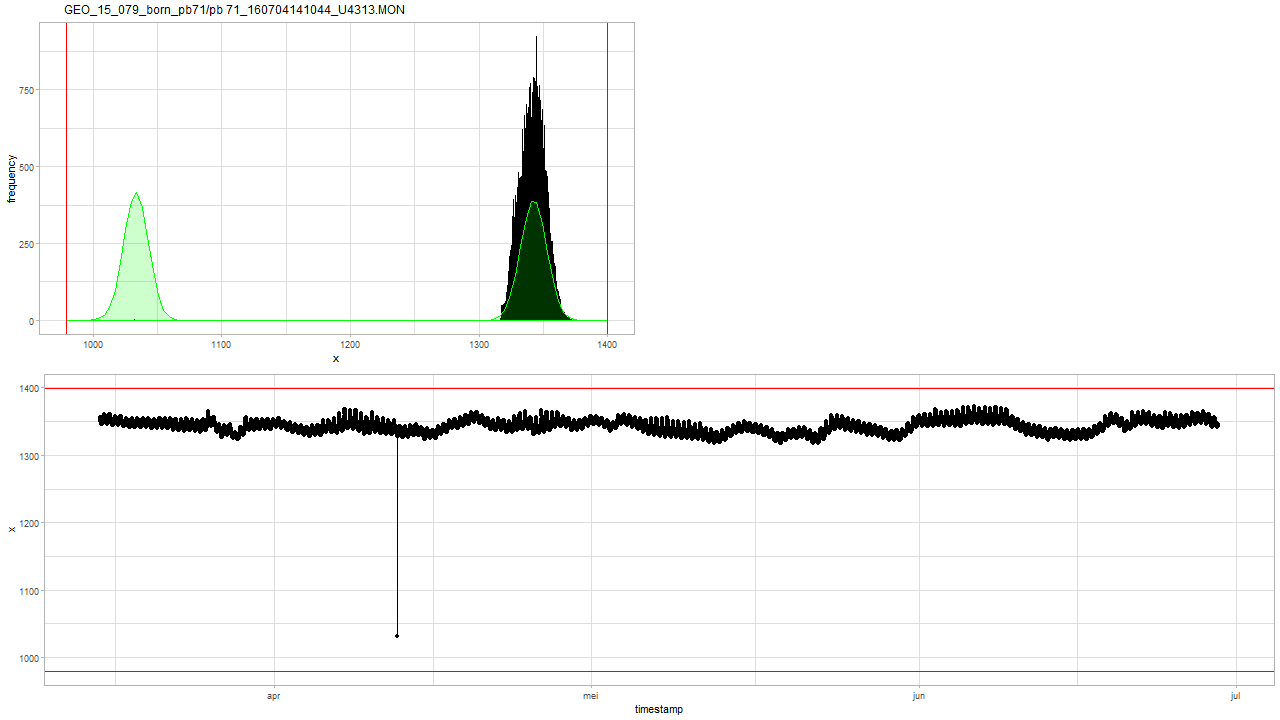 GEO_15_079_born_pb71/pb 71_160704141044_U4313.MON
frequency
750
500
250
0
1000
1100
1200
1300
1400
x
x
1400
1300
1200
1100
1000
apr
mei
jun
jul
timestamp